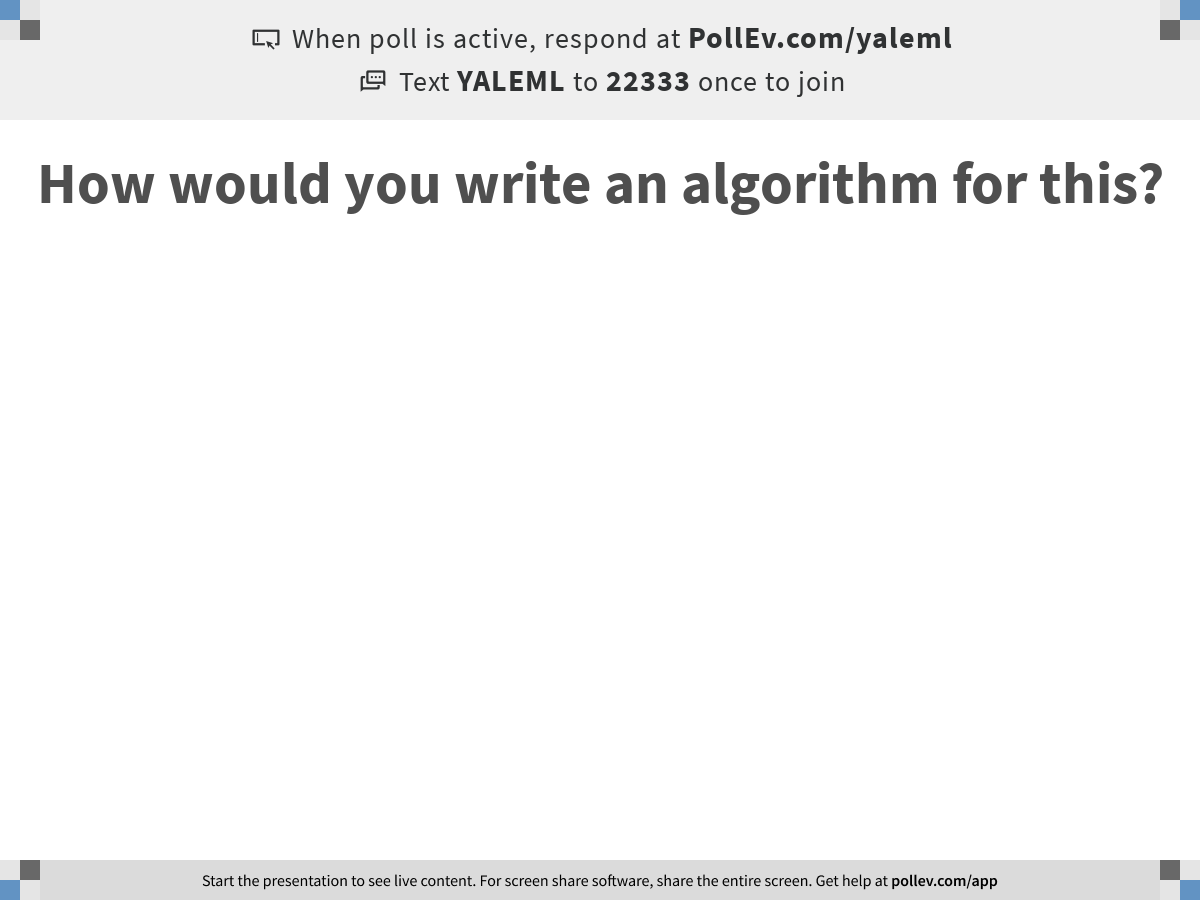 When poll is active, respond at PollEv.com/yaleml
Text YALEML to 22333 once to join
How would you write an algorithm for this?
Start the presentation to see live content. For screen share software, share the entire screen. Get help at pollev.com/app